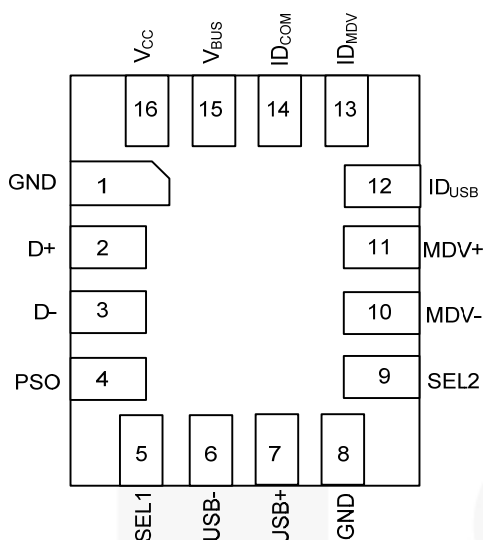 VCC
VBUS
IDCOM
IDMDV
16
15
14
13
GND
1
12
IDUSB
D+
2
11
MDV+
D-
3
10
MDV-
PSO
4
9
SEL2
5
6
7
8
SEL1
USB-
USB+
GND